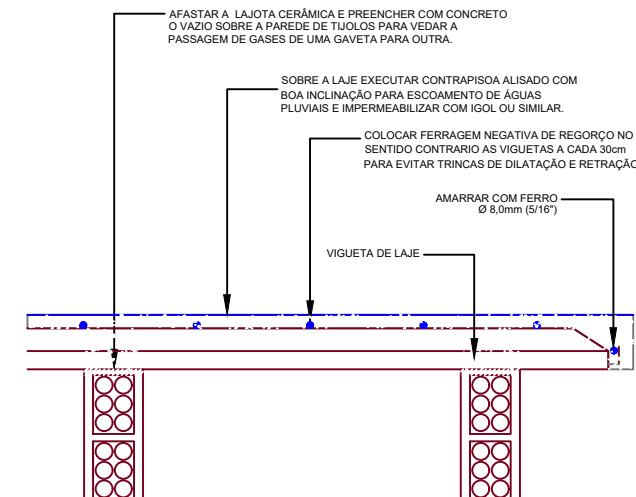 AFASTAR A LAJOTA CERÂMICA E PREENCHER COM CONCRETO
O VAZIO SOBRE A PAREDE DE TIJOLOS PARA VEDAR A
PASSAGEM DE GASES DE UMA GAVETA PARA OUTRA.
SOBRE A LAJE EXECUTAR CONTRAPISOA ALISADO COM
BOA INCLINAÇÃO PARA ESCOAMENTO DE ÁGUAS
PLUVIAIS E IMPERMEABILIZAR COM IGOL OU SIMILAR.
COLOCAR FERRAGEM NEGATIVA DE REGORÇO NO
SENTIDO CONTRARIO AS VIGUETAS A CADA 30cm
PARA EVITAR TRINCAS DE DILATAÇÃO E RETRAÇÃO
AMARRAR COM FERRO
Ø 8,0mm (5/16")
VIGUETA DE LAJE